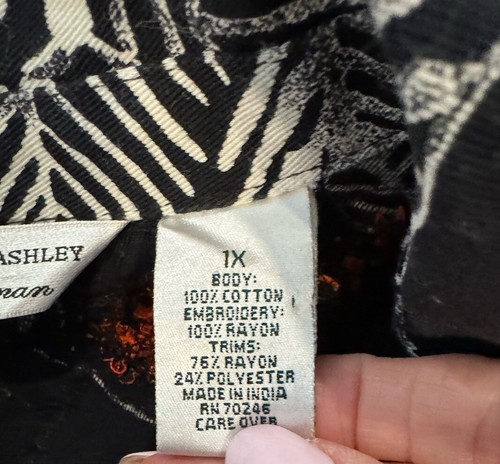 ASHLEY
man
1X
BODY:
100% COTTON
EMBROIDERY:
100% RAYON
TRIMS:
76% RAYON
24% POLYESTER
MADE IN INDIA
RN 70246
CARE OVER